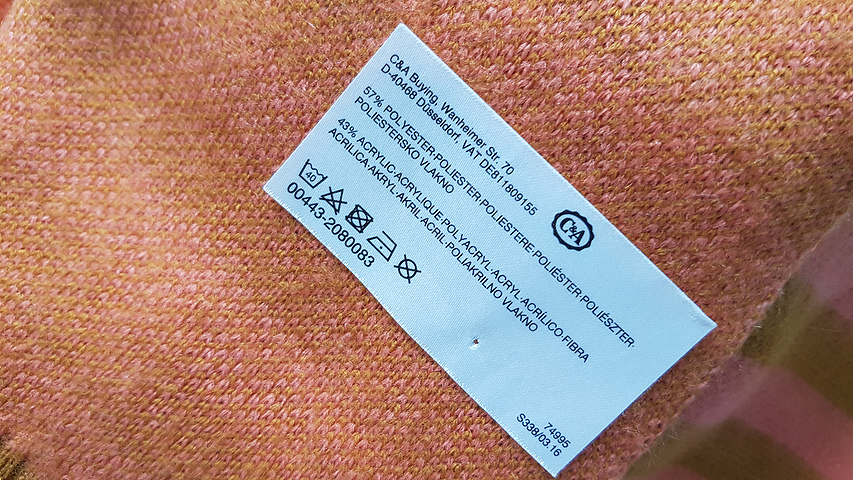 C&A Buying, Wanheimer Str. 70
D-40468 Düsseldorf, VAT DE811809155
C&A
57% POLYESTER·POLIESTER·POLIESTERE·POLIÉSTER·POLIÉSZTER·
POLIESTERSKO VLAKNO
43% ACRYLIC·ACRYLIQUE·POLYACRYL·ACRYL·ACRÍLICO·FIBRA
ACRILICA·AKRYL·AKRIL·ACRIL·POLIAKRILNO VLAKNO
40
00443-2080083
74995
S338/03.16